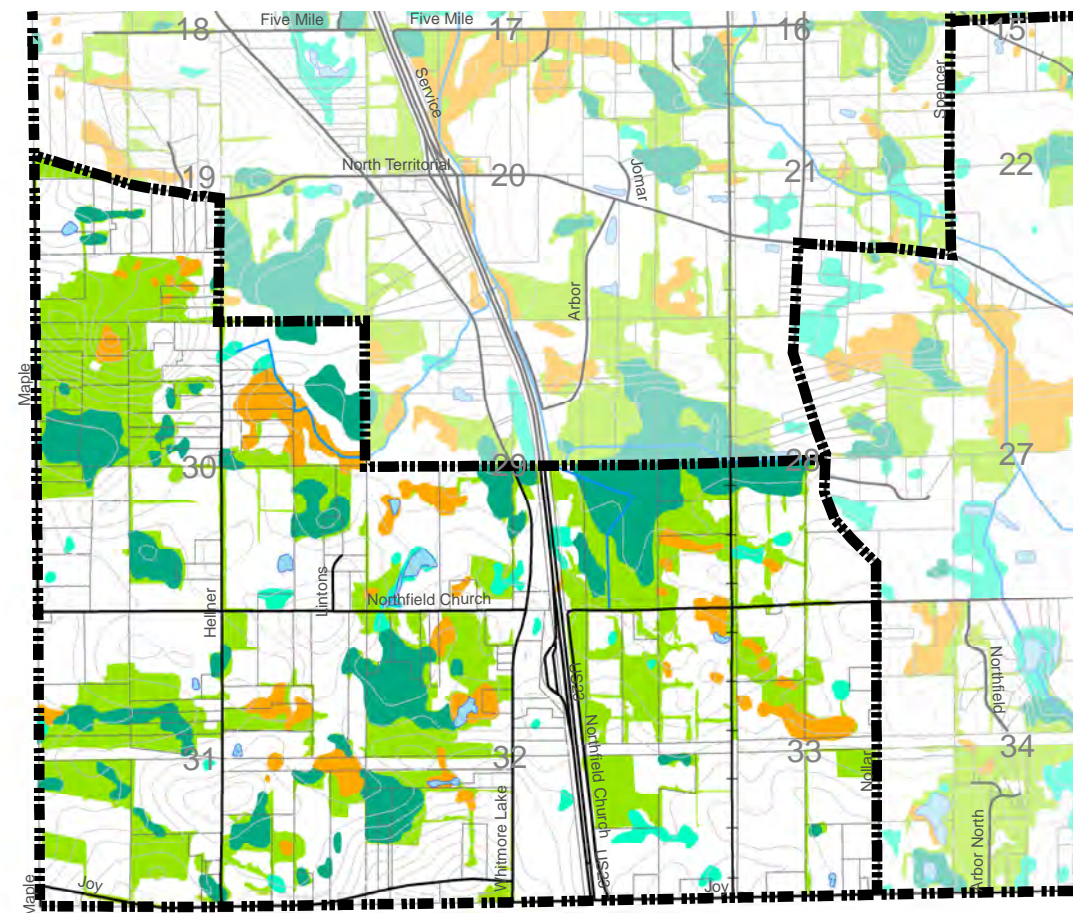 Five Mile
Five Mile
18
17
16
15
Service
Spencer
North Territorial
19
20
Jomar
21
22
Arbor
Maple
30
29
28
27
Hellner
Lintons
Northfield Church
US23
Northfield
31
32
Northfield Church
33
34
Nollar
Whitmore Lake
Arbor North
US23
Maple
Joy
Joy